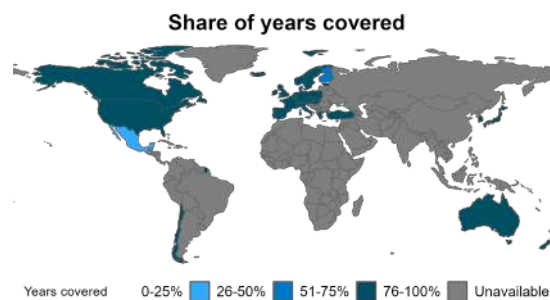 Share of years covered
Years covered 0-25% 26-50% 51-75% 76-100% Unavailable